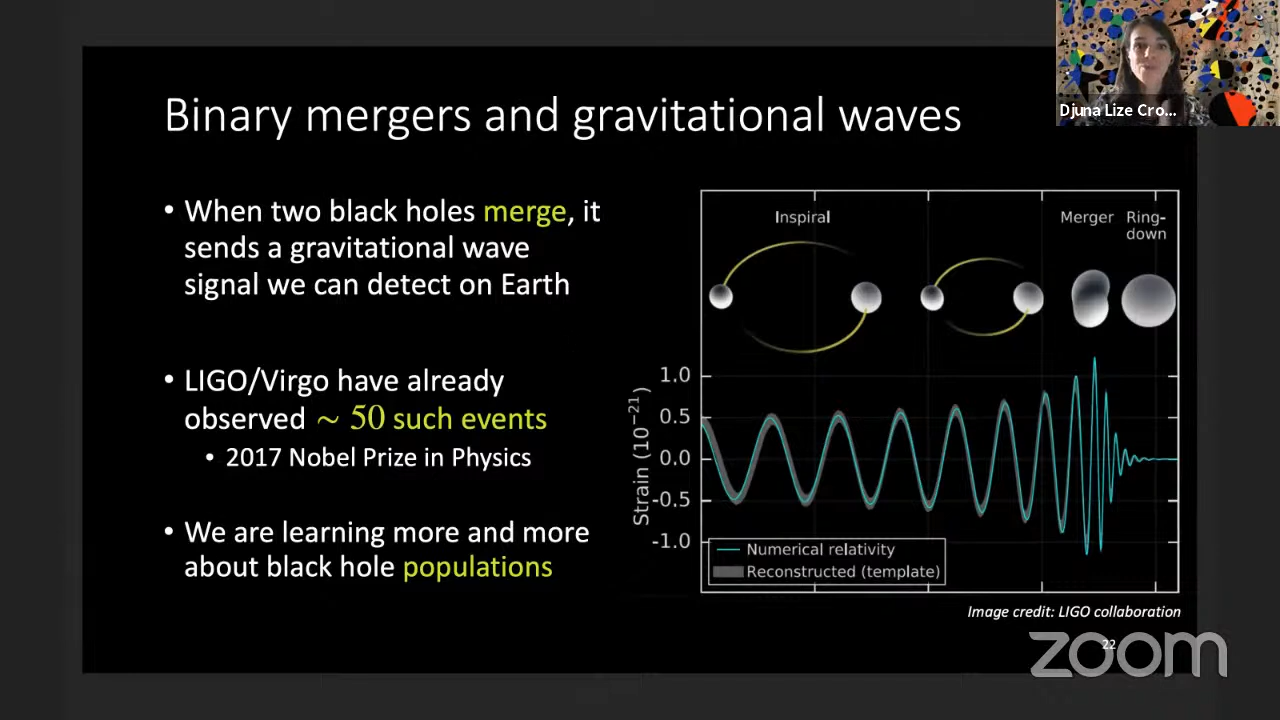 Djuna Lize Cro...
Binary mergers and gravitational waves
• When two black holes merge, it
sends a gravitational wave
signal we can detect on Earth
• LIGO/Virgo have already
observed ~ 50 such events
• 2017 Nobel Prize in Physics
• We are learning more and more
about black hole populations
Inspiral
Merger
Ring-
down
Strain (10⁻²¹)
1.0
0.5
0.0
-0.5
-1.0
Numerical relativity
Reconstructed (template)
Image credit: LIGO collaboration
22
zoom